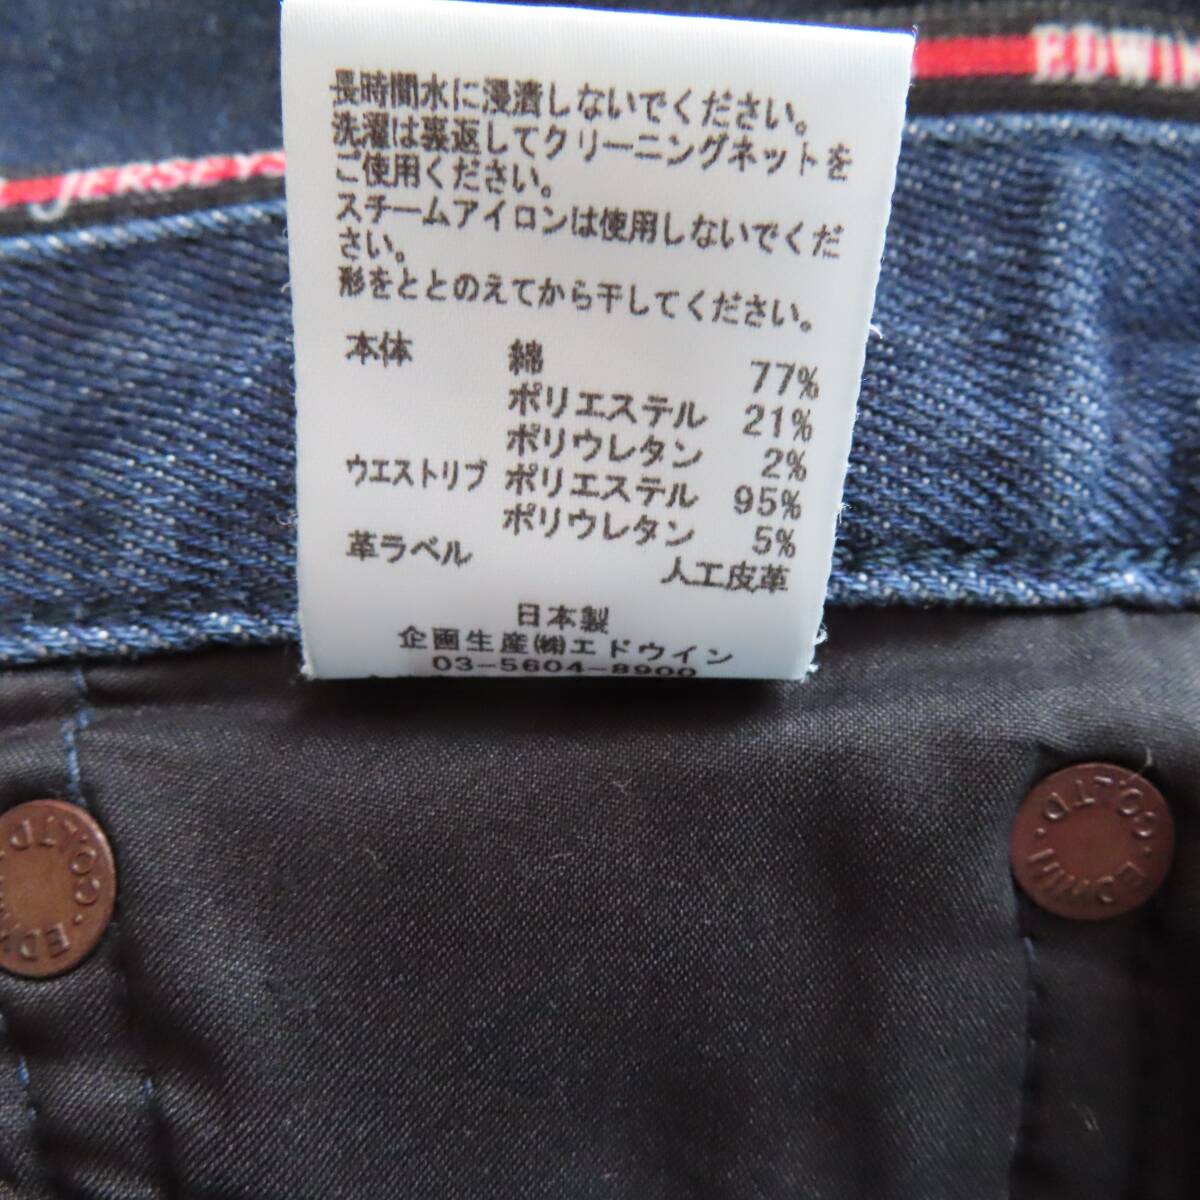 EDWIN
JERSEYS
長時間水に浸漬しないでください。
洗濯は裏返してクリーニングネットを
ご使用ください。
スチームアイロンは使用しないでくだ
さい。
形をととのえてから干してください。
本体 綿 77%
ポリエステル 21%
ポリウレタン 2%
ウエストリブ ポリエステル 95%
ポリウレタン 5%
革ラベル 人工皮革
日本製
企画生産㈱エドウイン
03-5604-8900
CO.LTD
EDWIN
CO.LTD